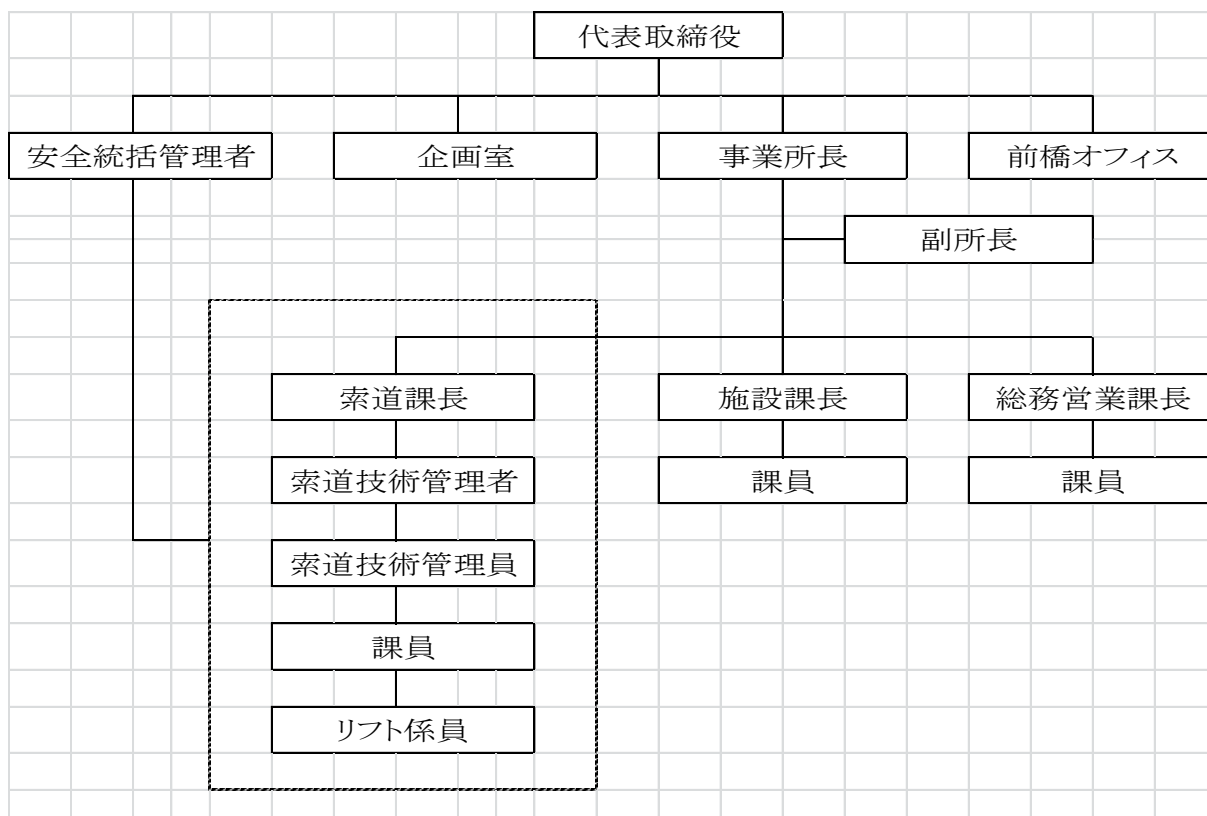 代表取締役
安全統括管理者
企画室
事業所長
前橋オフィス
副所長
索道課長
施設課長
総務営業課長
索道技術管理者
課員
課員
索道技術管理員
課員
リフト係員